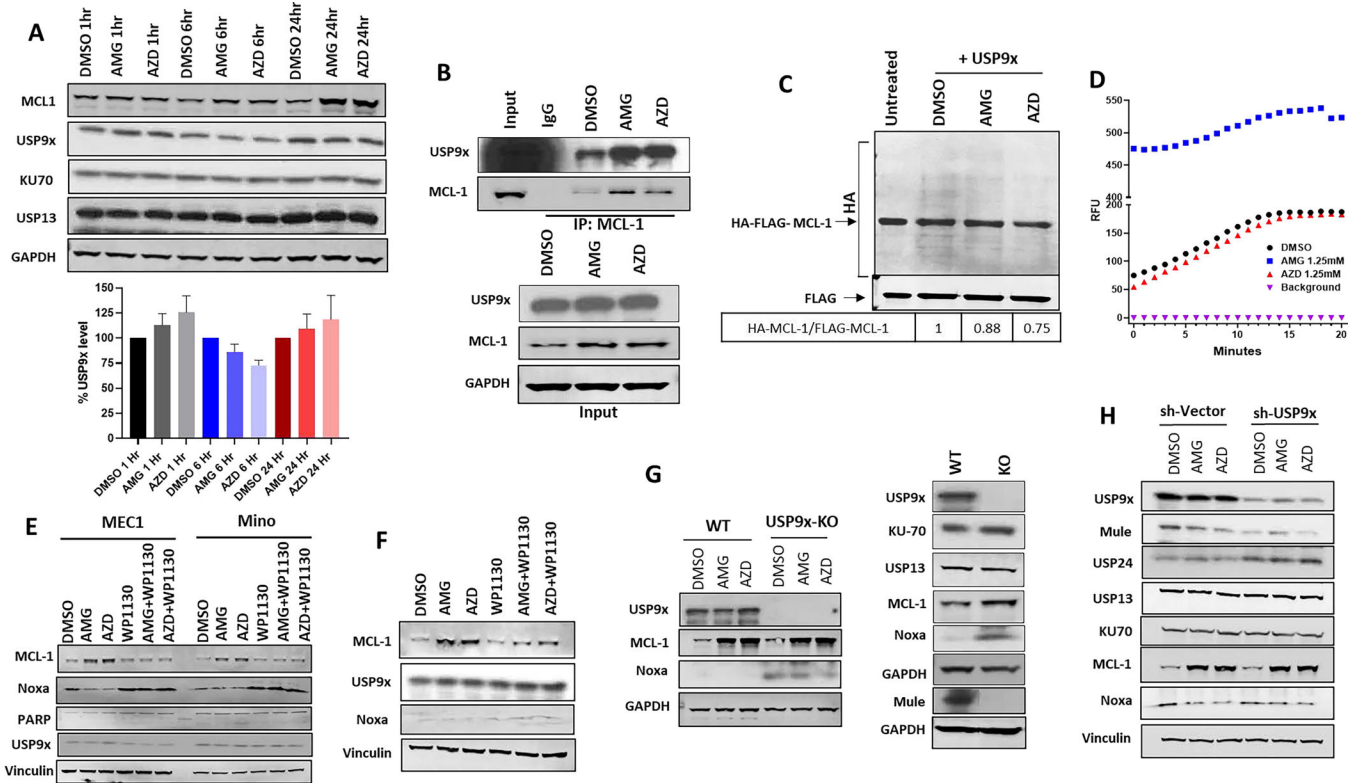 A
DMSO 1hr
AMG 1hr
AZD 1hr
DMSO 6hr
AMG 6hr
AZD 6hr
DMSO 24hr
AMG 24hr
AZD 24hr
MCL1
USP9x
KU70
USP13
GAPDH
% USP9x level
150
125
100
75
50
25
0
DMSO 1 Hr
AMG 1 Hr
AZD 1 Hr
DMSO 6 Hr
AMG 6 Hr
AZD 6 Hr
DMSO 24 Hr
AMG 24 Hr
AZD 24 Hr
B
Input
IgG
DMSO
AMG
AZD
USP9x
MCL-1
IP: MCL-1
DMSO
AMG
AZD
USP9x
MCL-1
GAPDH
Input
C
+ USP9x
Untreated
DMSO
AMG
AZD
HA
HA-FLAG- MCL-1
FLAG
HA-MCL-1/FLAG-MCL-1 1 0.88 0.75
D
RFU
550
500
450
400
200
150
100
50
0
DMSO
AMG 1.25mM
AZD 1.25mM
Background
0 5 10 15 20
Minutes
E
MEC1 Mino
DMSO
AMG
AZD
WP1130
AMG+WP1130
AZD+WP1130
DMSO
AMG
AZD
WP1130
AMG+WP1130
AZD+WP1130
MCL-1
Noxa
PARP
USP9x
Vinculin
F
DMSO
AMG
AZD
WP1130
AMG+WP1130
AZD+WP1130
MCL-1
USP9x
Noxa
Vinculin
G
WT USP9x-KO
DMSO
AMG
AZD
DMSO
AMG
AZD
USP9x
MCL-1
Noxa
GAPDH
WT
KO
USP9x
KU-70
USP13
MCL-1
Noxa
GAPDH
Mule
GAPDH
H
sh-Vector sh-USP9x
DMSO
AMG
AZD
DMSO
AMG
AZD
USP9x
Mule
USP24
USP13
KU70
MCL-1
Noxa
Vinculin